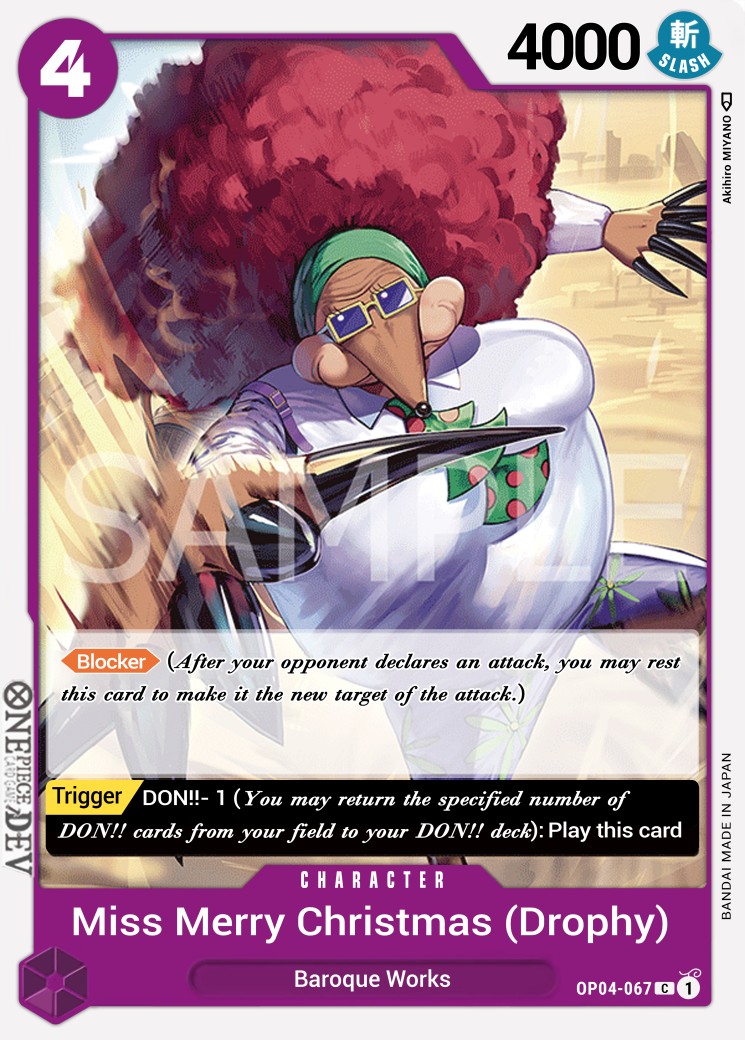 4
4000
斬
SLASH
Akihiro MIYANO
SAMPLE
Blocker (After your opponent declares an attack, you may rest
this card to make it the new target of the attack.)
Trigger DON!!- 1 (You may return the specified number of
DON!! cards from your field to your DON!! deck): Play this card
ONE PIECE
CARD GAME
.DEV
BANDAI MADE IN JAPAN
CHARACTER
Miss Merry Christmas (Drophy)
Baroque Works
OP04-067 C 1